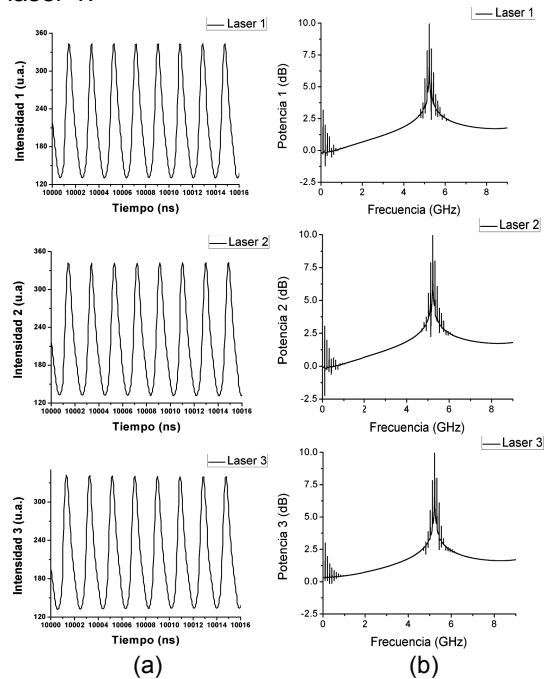 laser 1.
Laser 1
360
300
240
180
120
Intensidad 1 (u.a.)
10000 10002 10004 10006 10008 10010 10012 10014 10016
Tiempo (ns)
Laser 1
10.0
7.5
5.0
2.5
0.0
-2.5
Potencia 1 (dB)
0 2 4 6 8
Frecuencia (GHz)
Laser 2
360
300
240
180
120
Intensidad 2 (u.a)
10000 10002 10004 10006 10008 10010 10012 10014 10016
Tiempo (ns)
Laser 2
10.0
7.5
5.0
2.5
0.0
-2.5
Potencia 2 (dB)
0 2 4 6 8
Frecuencia (GHz)
Laser 3
300
240
180
120
Intensidad 3 (u.a.)
10000 10002 10004 10006 10008 10010 10012 10014 10016
Tiempo (ns)
Laser 3
10.0
7.5
5.0
2.5
0.0
-2.5
Potencia 3 (dB)
0 2 4 6 8
Frecuencia (GHz)
(a)
(b)